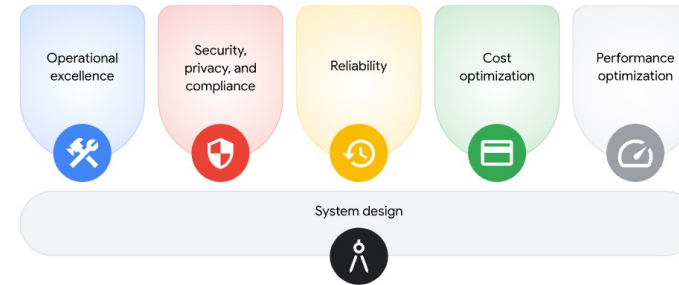 Operational
excellence
Security,
privacy, and
compliance
Reliability
Cost
optimization
Performance
optimization
System design